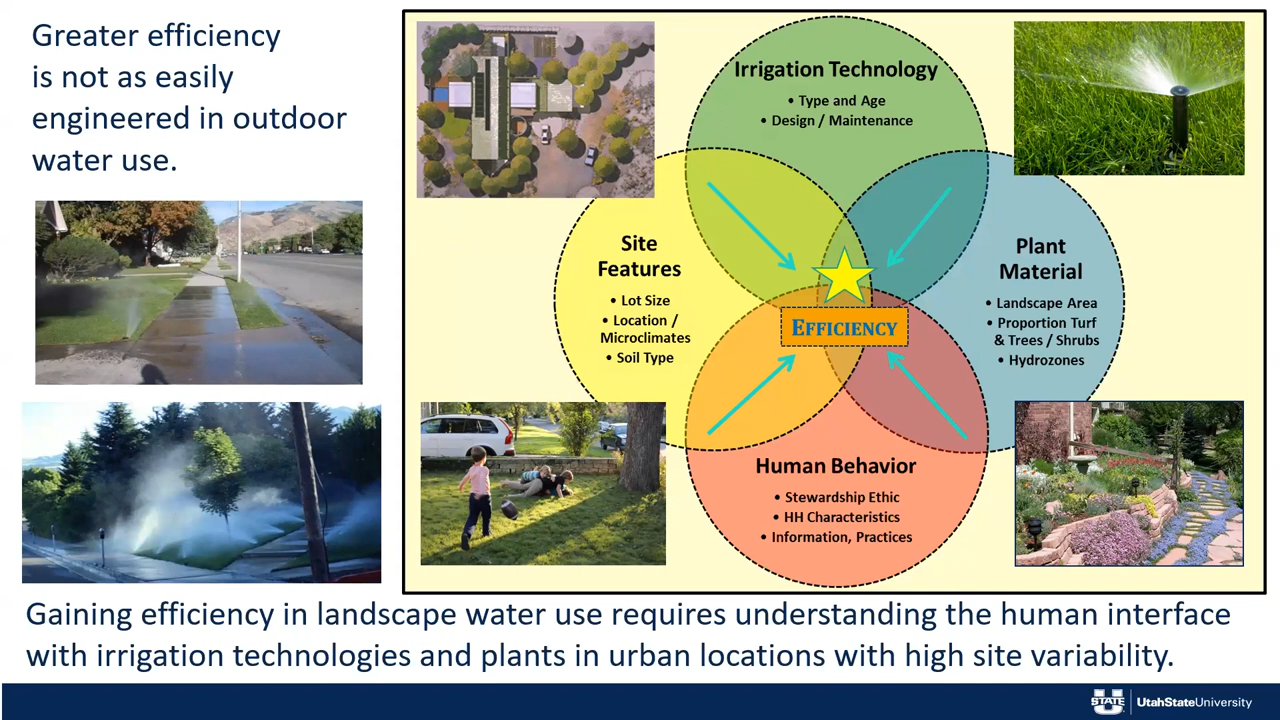 Greater efficiency
is not as easily
engineered in outdoor
water use.
Irrigation Technology
• Type and Age
• Design / Maintenance
Site
Features
• Lot Size
• Location /
Microclimates
• Soil Type
Plant
Material
• Landscape Area
• Proportion Turf
& Trees / Shrubs
• Hydrozones
EFFICIENCY
Human Behavior
• Stewardship Ethic
• HH Characteristics
• Information, Practices
Gaining efficiency in landscape water use requires understanding the human interface
with irrigation technologies and plants in urban locations with high site variability.
U STATE UtahStateUniversity